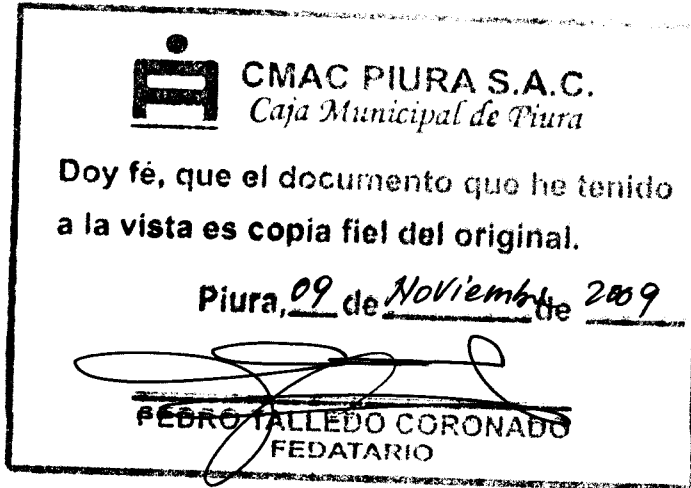 CMAC PIURA S.A.C.
Caja Municipal de Piura
Doy fé, que el documento que he tenido
a la vista es copia fiel del original.
Piura, 09 de Noviembre de 2009
PEDRO TALLEDO CORONADO
FEDATARIO